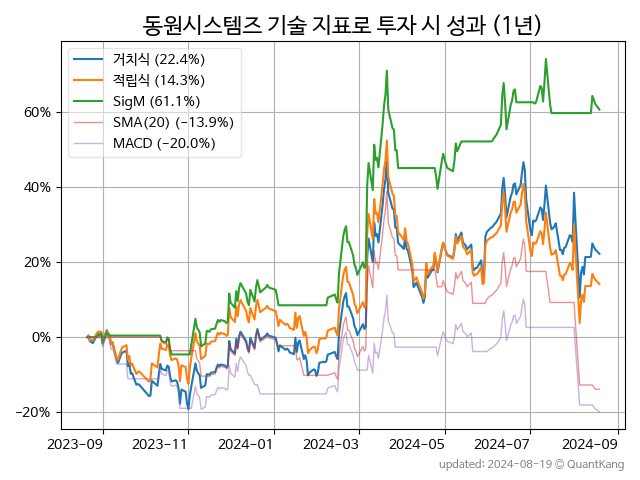 동원시스템즈 기술 지표로 투자 시 성과 (1년)
거치식 (22.4%)
적립식 (14.3%)
SigM (61.1%)
SMA(20) (−13.9%)
MACD (−20.0%)
60%
40%
20%
0%
−20%
2023-09 2023-11 2024-01 2024-03 2024-05 2024-07 2024-09
updated: 2024-08-19 © QuantKang